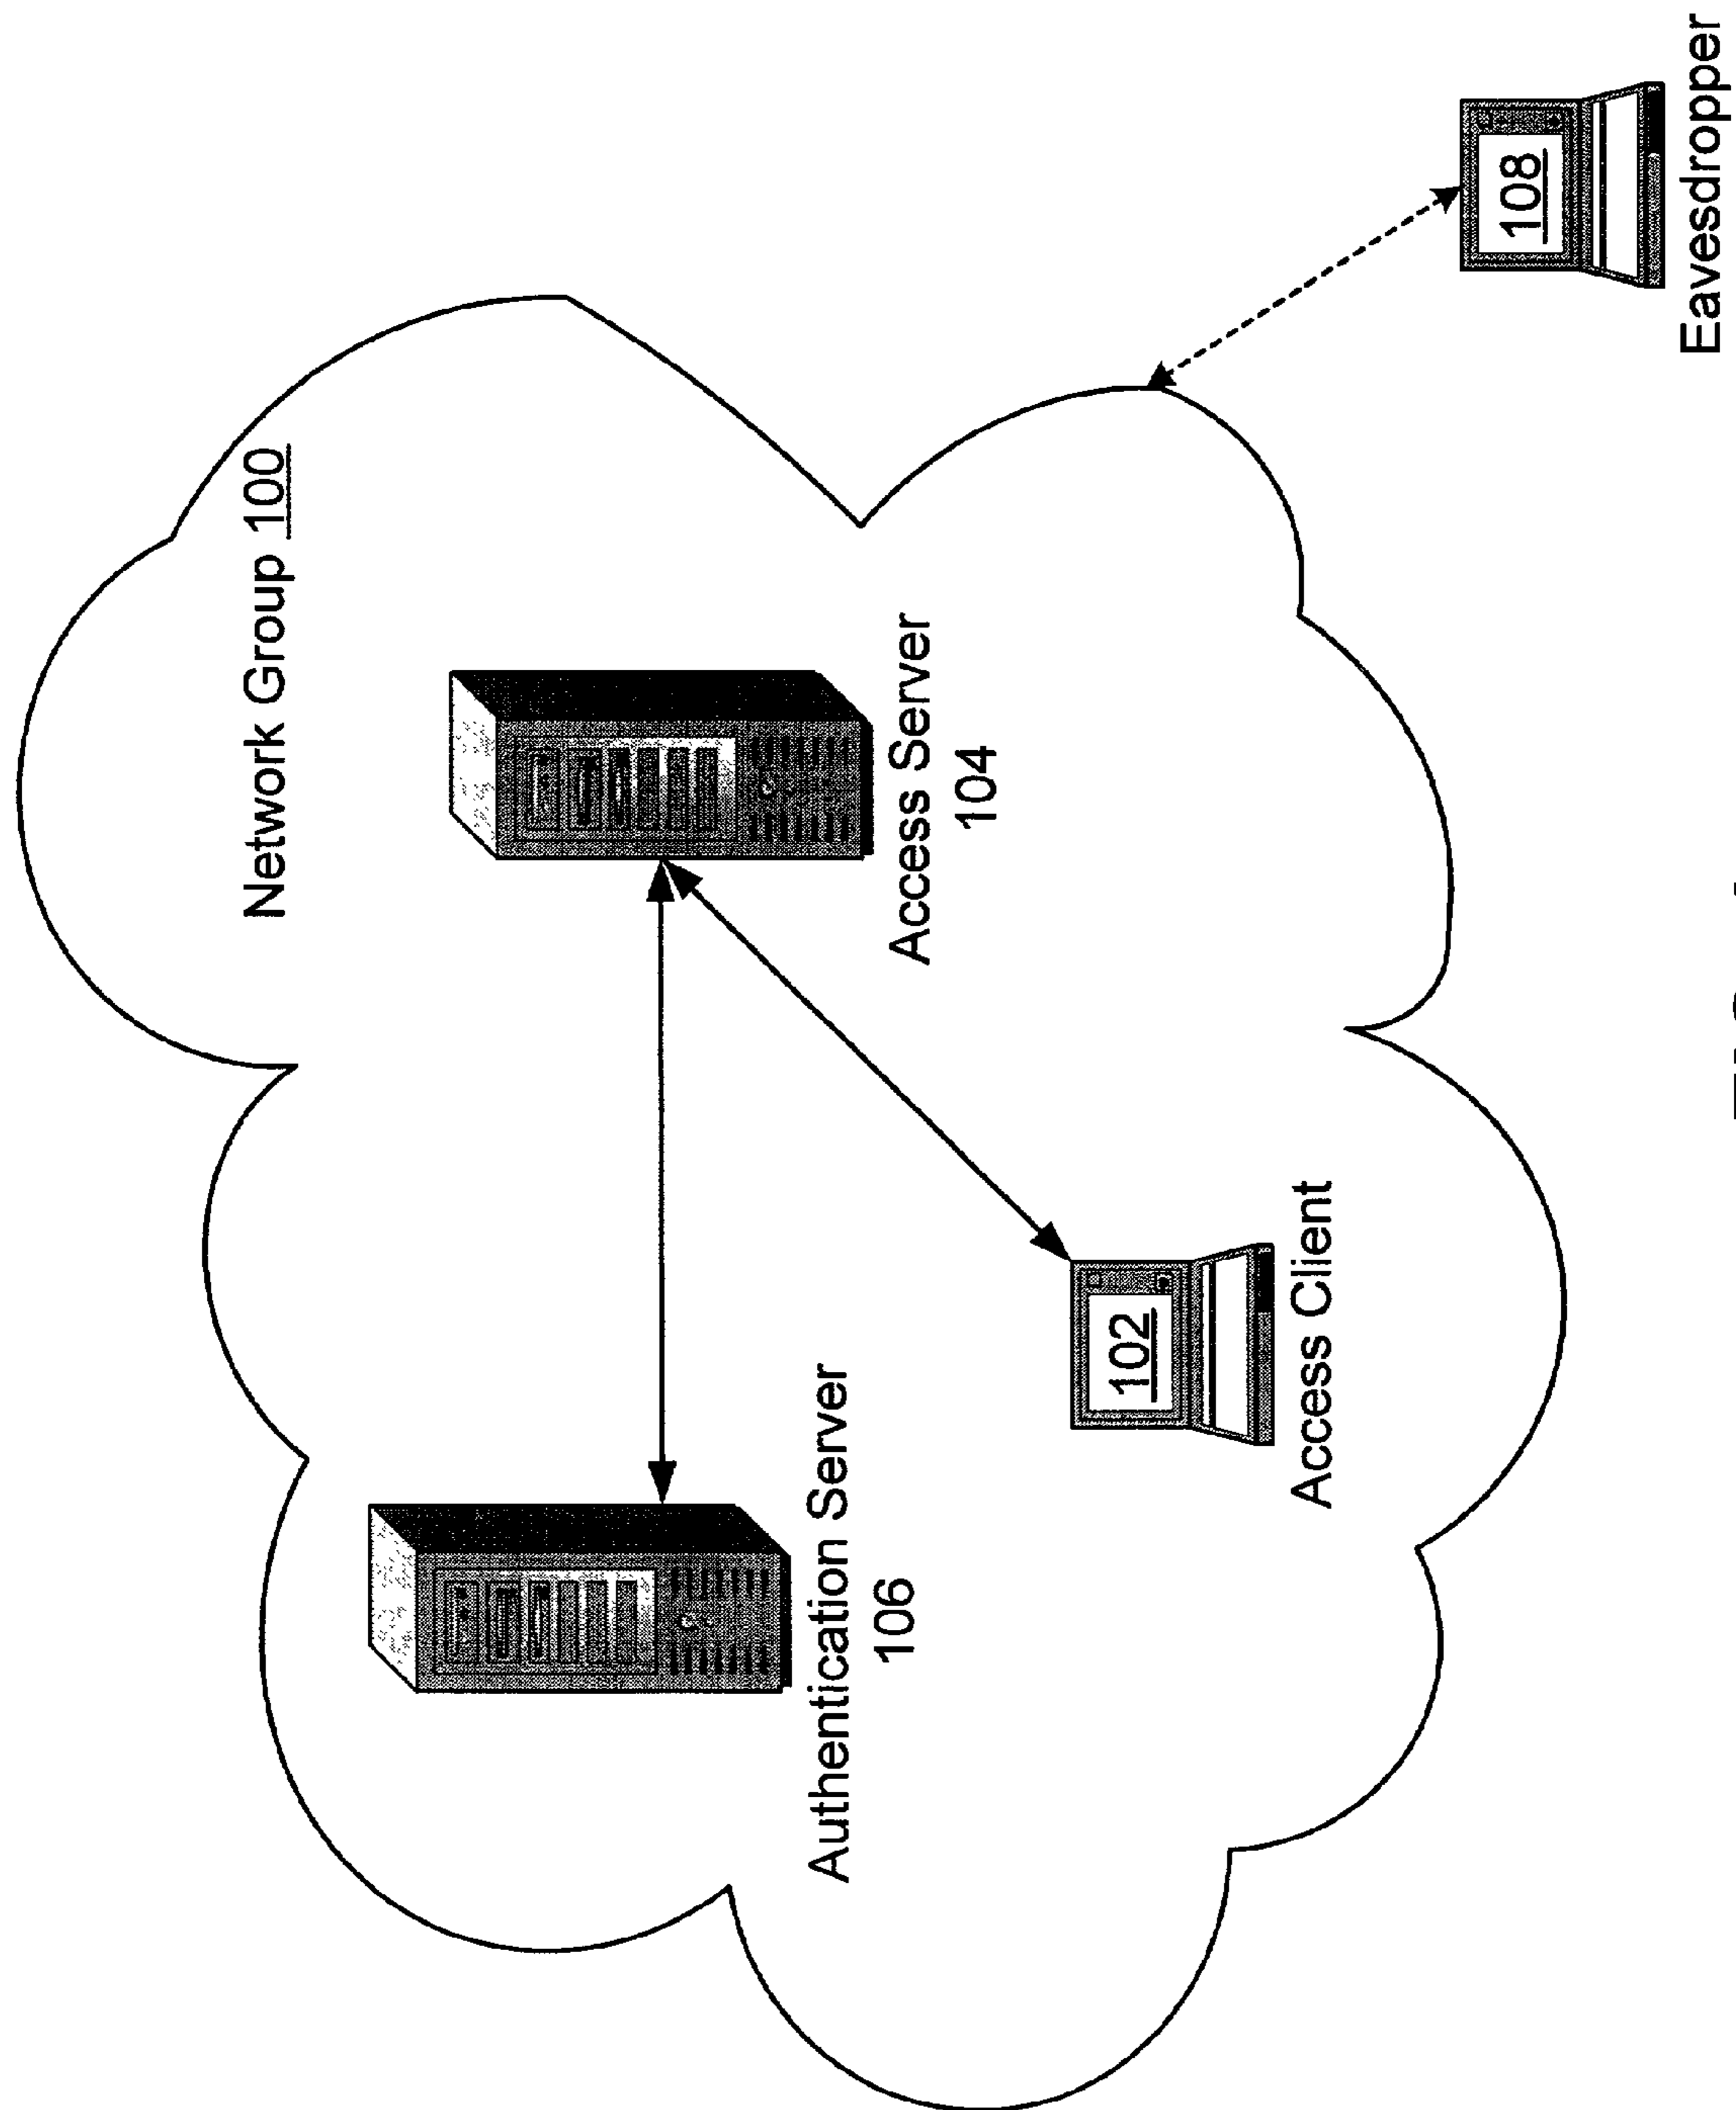 Network Group 100
Access Server
104
Authentication Server
106
102
Access Client
108
Eavesdropper